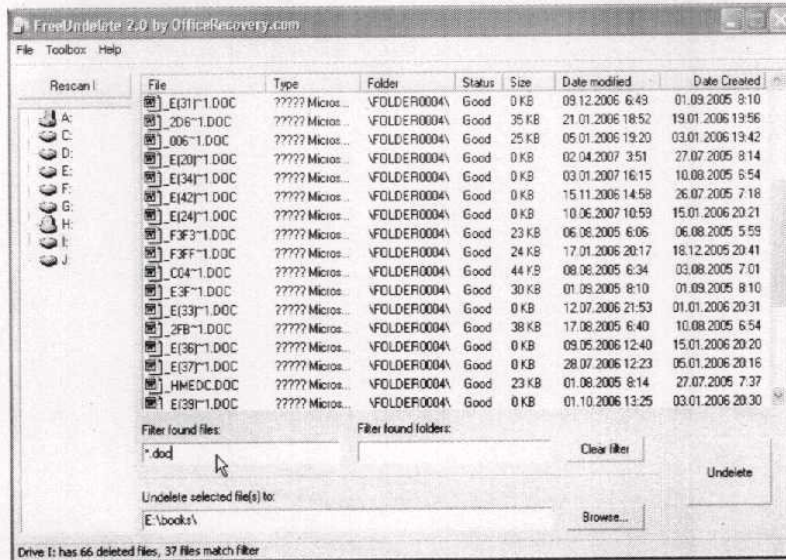 FreeUndelete 2.0 by OfficeRecovery.com
File Toolbox Help
Rescan I:
A:
C:
D:
E:
F:
G:
H:
I:
J:
File Type Folder Status Size Date modified Date Created
_E(31)~1.DOC ????? Micros... \FOLDER0004\ Good 0 KB 09.12.2006 6:49 01.09.2005 8:10
_2D6~1.DOC ????? Micros... \FOLDER0004\ Good 35 KB 21.01.2006 18:52 19.01.2006 19:56
_006~1.DOC ????? Micros... \FOLDER0004\ Good 25 KB 05.01.2006 19:20 03.01.2006 19:42
_E(20)~1.DOC ????? Micros... \FOLDER0004\ Good 0 KB 02.04.2007 3:51 27.07.2005 8:14
_E(34)~1.DOC ????? Micros... \FOLDER0004\ Good 0 KB 03.01.2007 16:15 10.08.2005 6:54
_E(42)~1.DOC ????? Micros... \FOLDER0004\ Good 0 KB 15.11.2006 14:58 26.07.2005 7:18
_E(24)~1.DOC ????? Micros... \FOLDER0004\ Good 0 KB 10.06.2007 10:59 15.01.2006 20:21
_F3F3~1.DOC ????? Micros... \FOLDER0004\ Good 23 KB 06.08.2005 6:06 06.08.2005 5:59
_F3FF~1.DOC ????? Micros... \FOLDER0004\ Good 24 KB 17.01.2006 20:17 18.12.2005 20:41
_C04~1.DOC ????? Micros... \FOLDER0004\ Good 44 KB 08.08.2005 6:34 03.08.2005 7:01
_E3F~1.DOC ????? Micros... \FOLDER0004\ Good 30 KB 01.09.2005 8:10 01.09.2005 8:10
_E(33)~1.DOC ????? Micros... \FOLDER0004\ Good 0 KB 12.07.2006 21:53 01.01.2006 20:31
_2FB~1.DOC ????? Micros... \FOLDER0004\ Good 38 KB 17.08.2005 6:40 10.08.2005 6:54
_E(36)~1.DOC ????? Micros... \FOLDER0004\ Good 0 KB 09.05.2006 12:40 15.01.2006 20:20
_E(37)~1.DOC ????? Micros... \FOLDER0004\ Good 0 KB 28.07.2006 12:23 05.01.2006 20:16
_HMEDC.DOC ????? Micros... \FOLDER0004\ Good 23 KB 01.08.2005 8:14 27.07.2005 7:37
_E(39)~1.DOC ????? Micros... \FOLDER0004\ Good 0 KB 01.10.2006 13:25 03.01.2006 20:30
Filter found files: Filter found folders:
*.doc Clear filter
Undelete
Undelete selected file(s) to:
E:\books\ Browse...
Drive I: has 66 deleted files, 37 files match filter